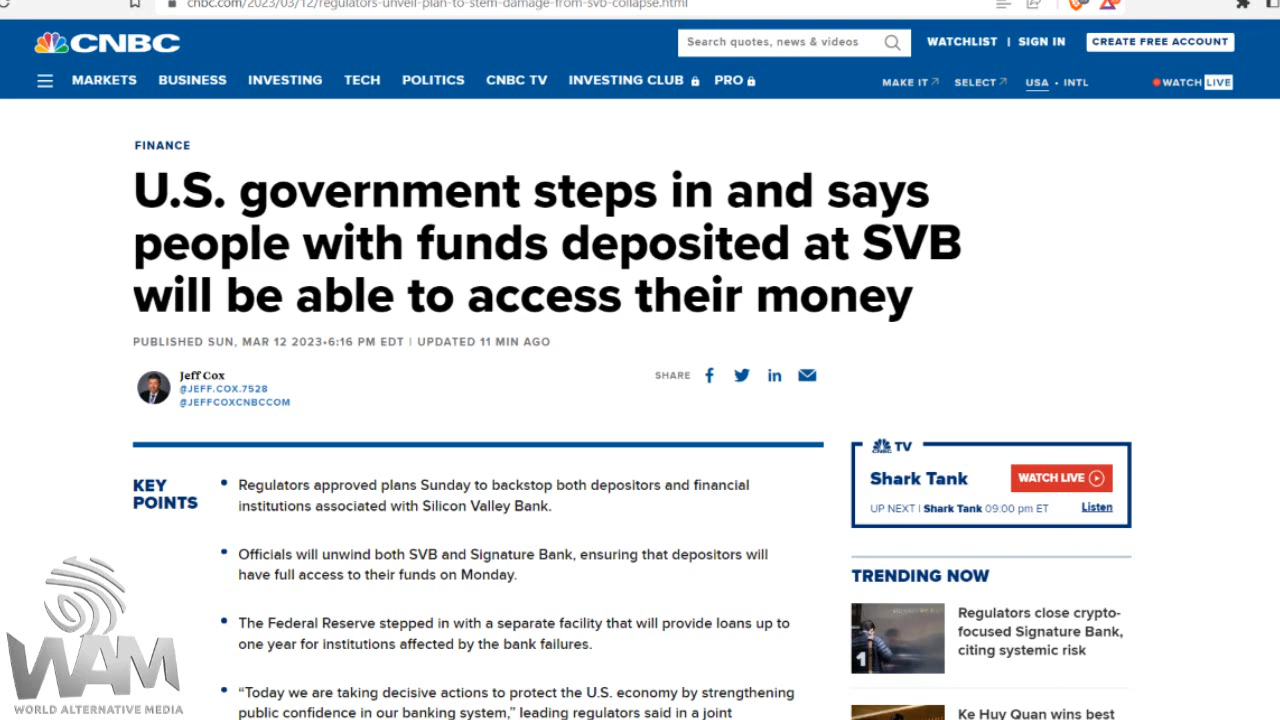 cnbc.com/2023/03/12/regulators-unveil-plan-to-stem-damage-from-svb-collapse.html
CNBC
Search quotes, news & videos
WATCHLIST | SIGN IN
CREATE FREE ACCOUNT
MARKETS BUSINESS INVESTING TECH POLITICS CNBC TV INVESTING CLUB PRO
MAKE IT SELECT USA • INTL
WATCH LIVE
FINANCE
U.S. government steps in and says
people with funds deposited at SVB
will be able to access their money
PUBLISHED SUN, MAR 12 2023•6:16 PM EDT | UPDATED 11 MIN AGO
Jeff Cox
@JEFF.COX.7528
@JEFFCOXCNBCCOM
SHARE
KEY
POINTS
• Regulators approved plans Sunday to backstop both depositors and financial
institutions associated with Silicon Valley Bank.
• Officials will unwind both SVB and Signature Bank, ensuring that depositors will
have full access to their funds on Monday.
• The Federal Reserve stepped in with a separate facility that will provide loans up to
one year for institutions affected by the bank failures.
• “Today we are taking decisive actions to protect the U.S. economy by strengthening
public confidence in our banking system,” leading regulators said in a joint
CNBC TV
Shark Tank
WATCH LIVE
UP NEXT | Shark Tank 09:00 pm ET
Listen
TRENDING NOW
1
Regulators close crypto-
focused Signature Bank,
citing systemic risk
Ke Huy Quan wins best
WAM
WORLD ALTERNATIVE MEDIA